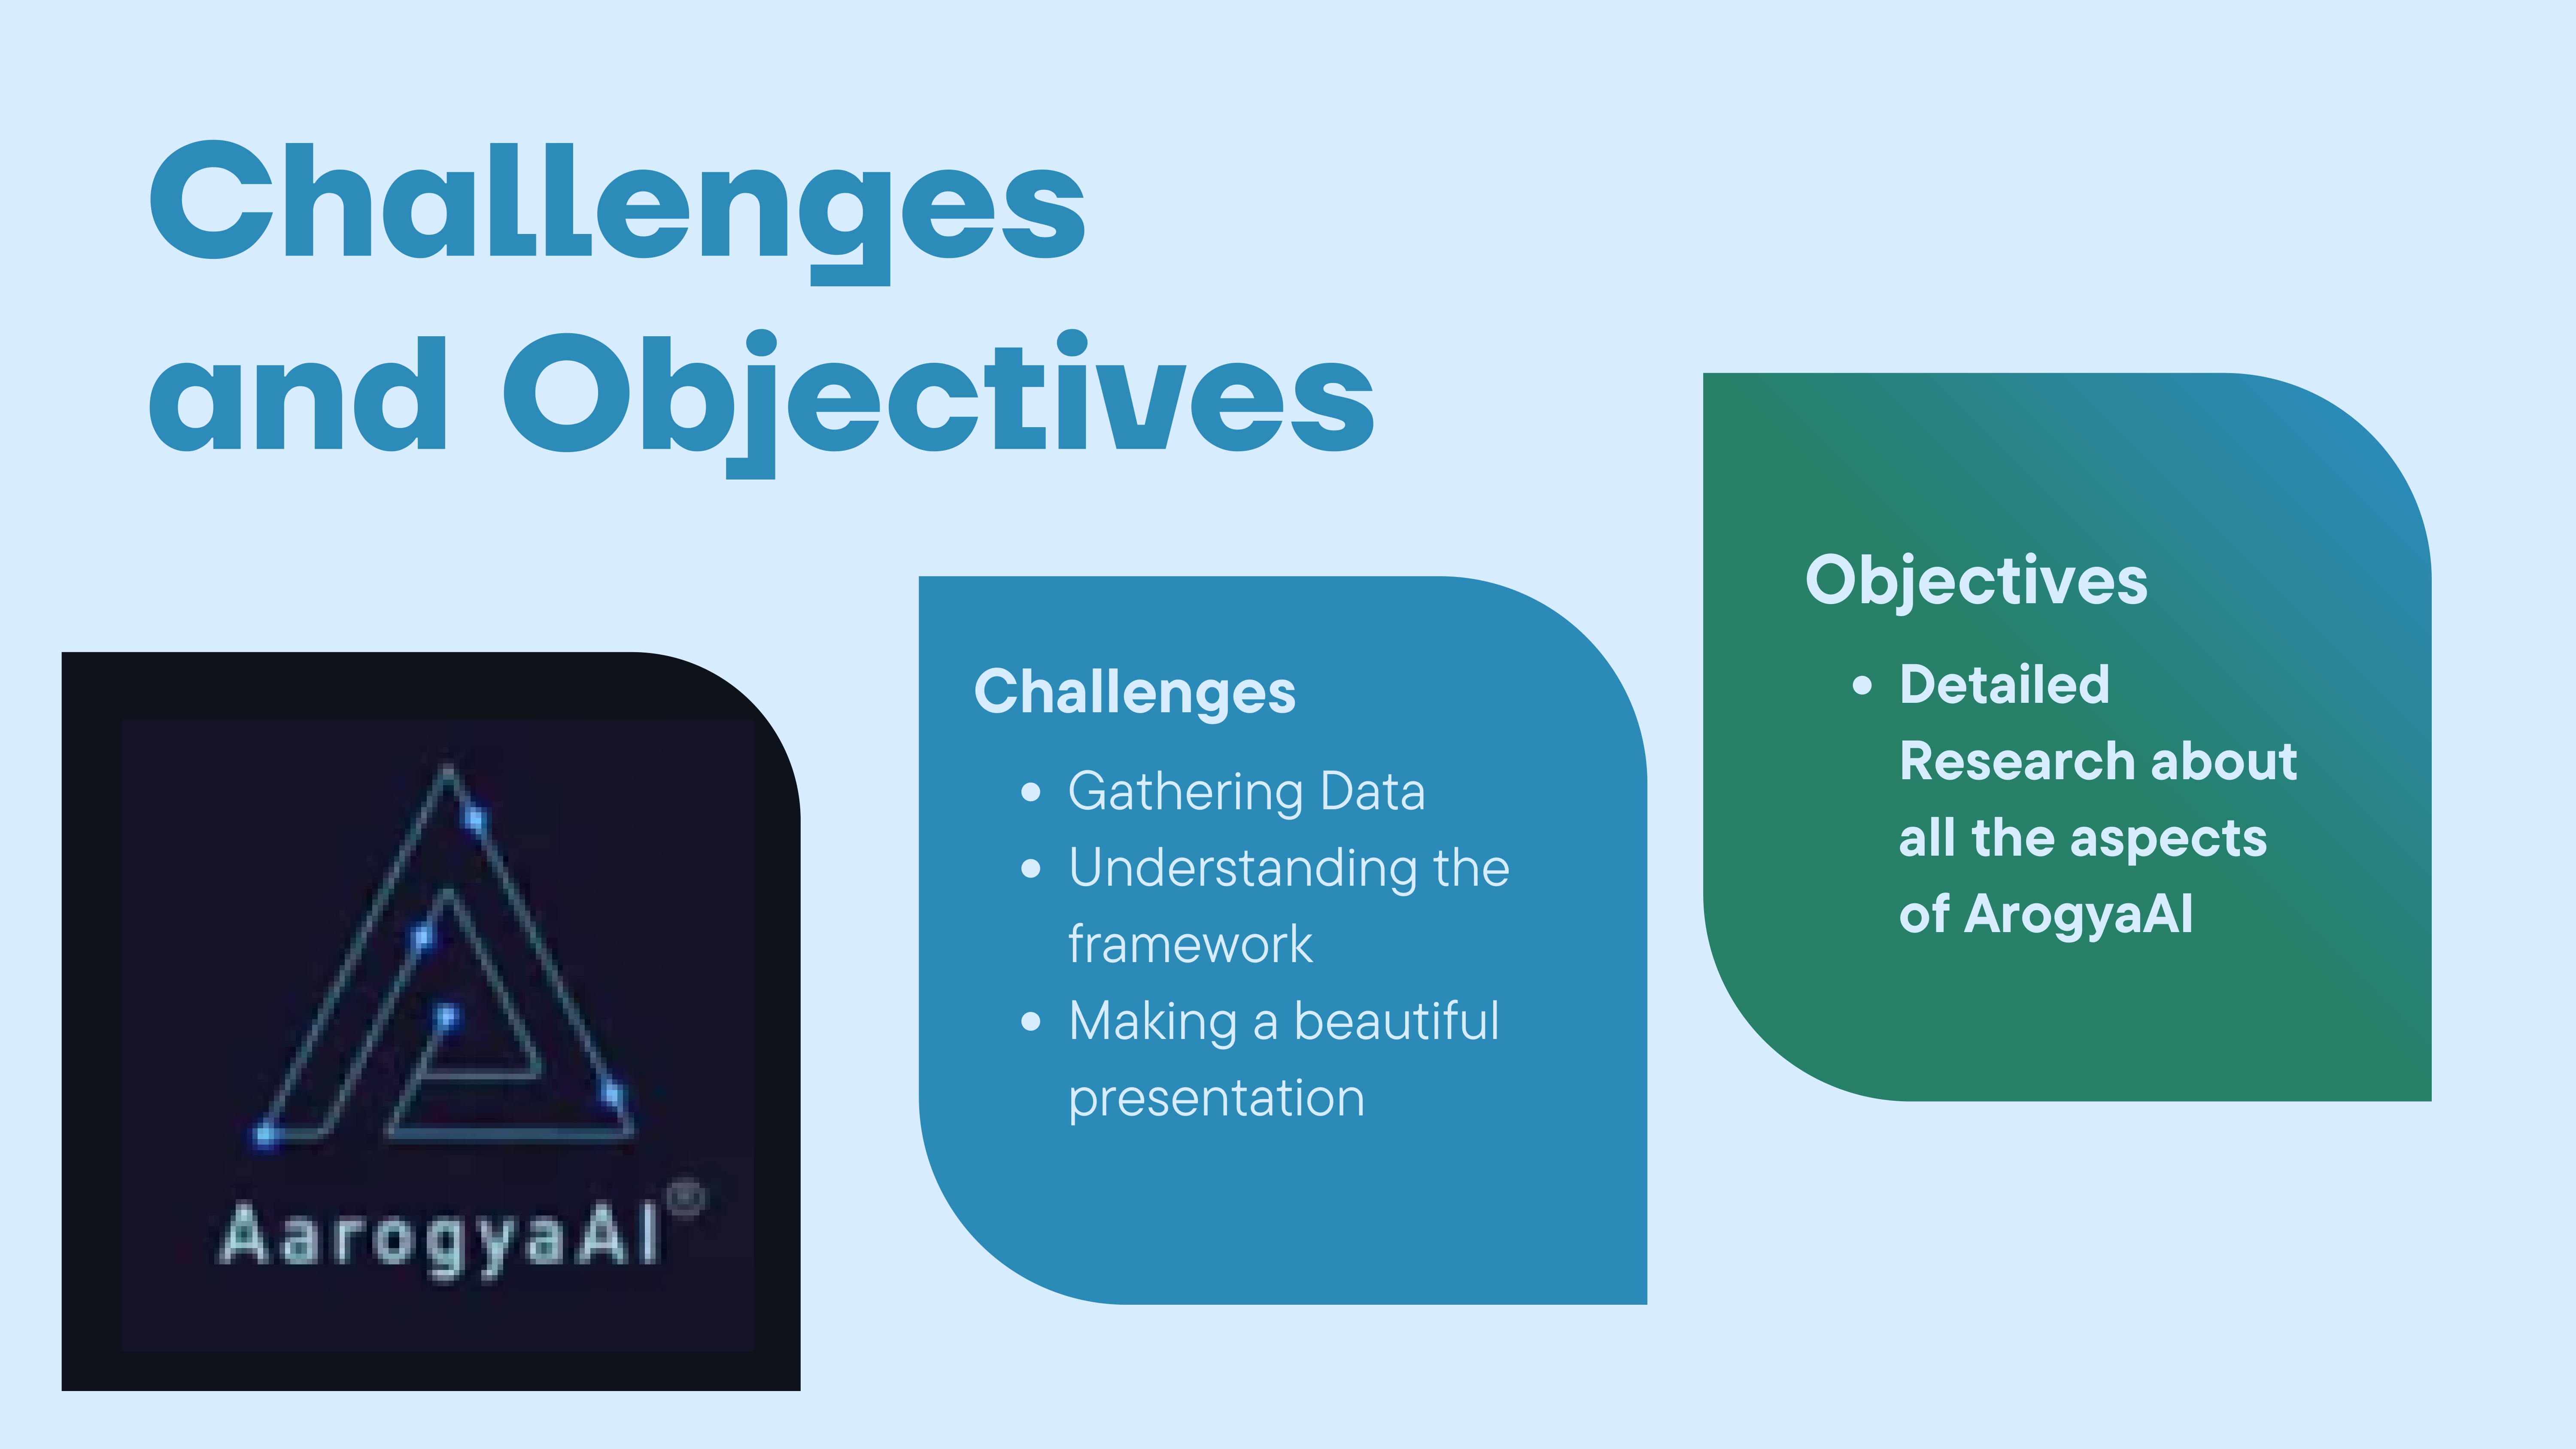 Challenges
and Objectives
Objectives
• Detailed
Research about
all the aspects
of ArogyaAI
Challenges
• Gathering Data
• Understanding the
framework
• Making a beautiful
presentation
AarogyaAI®